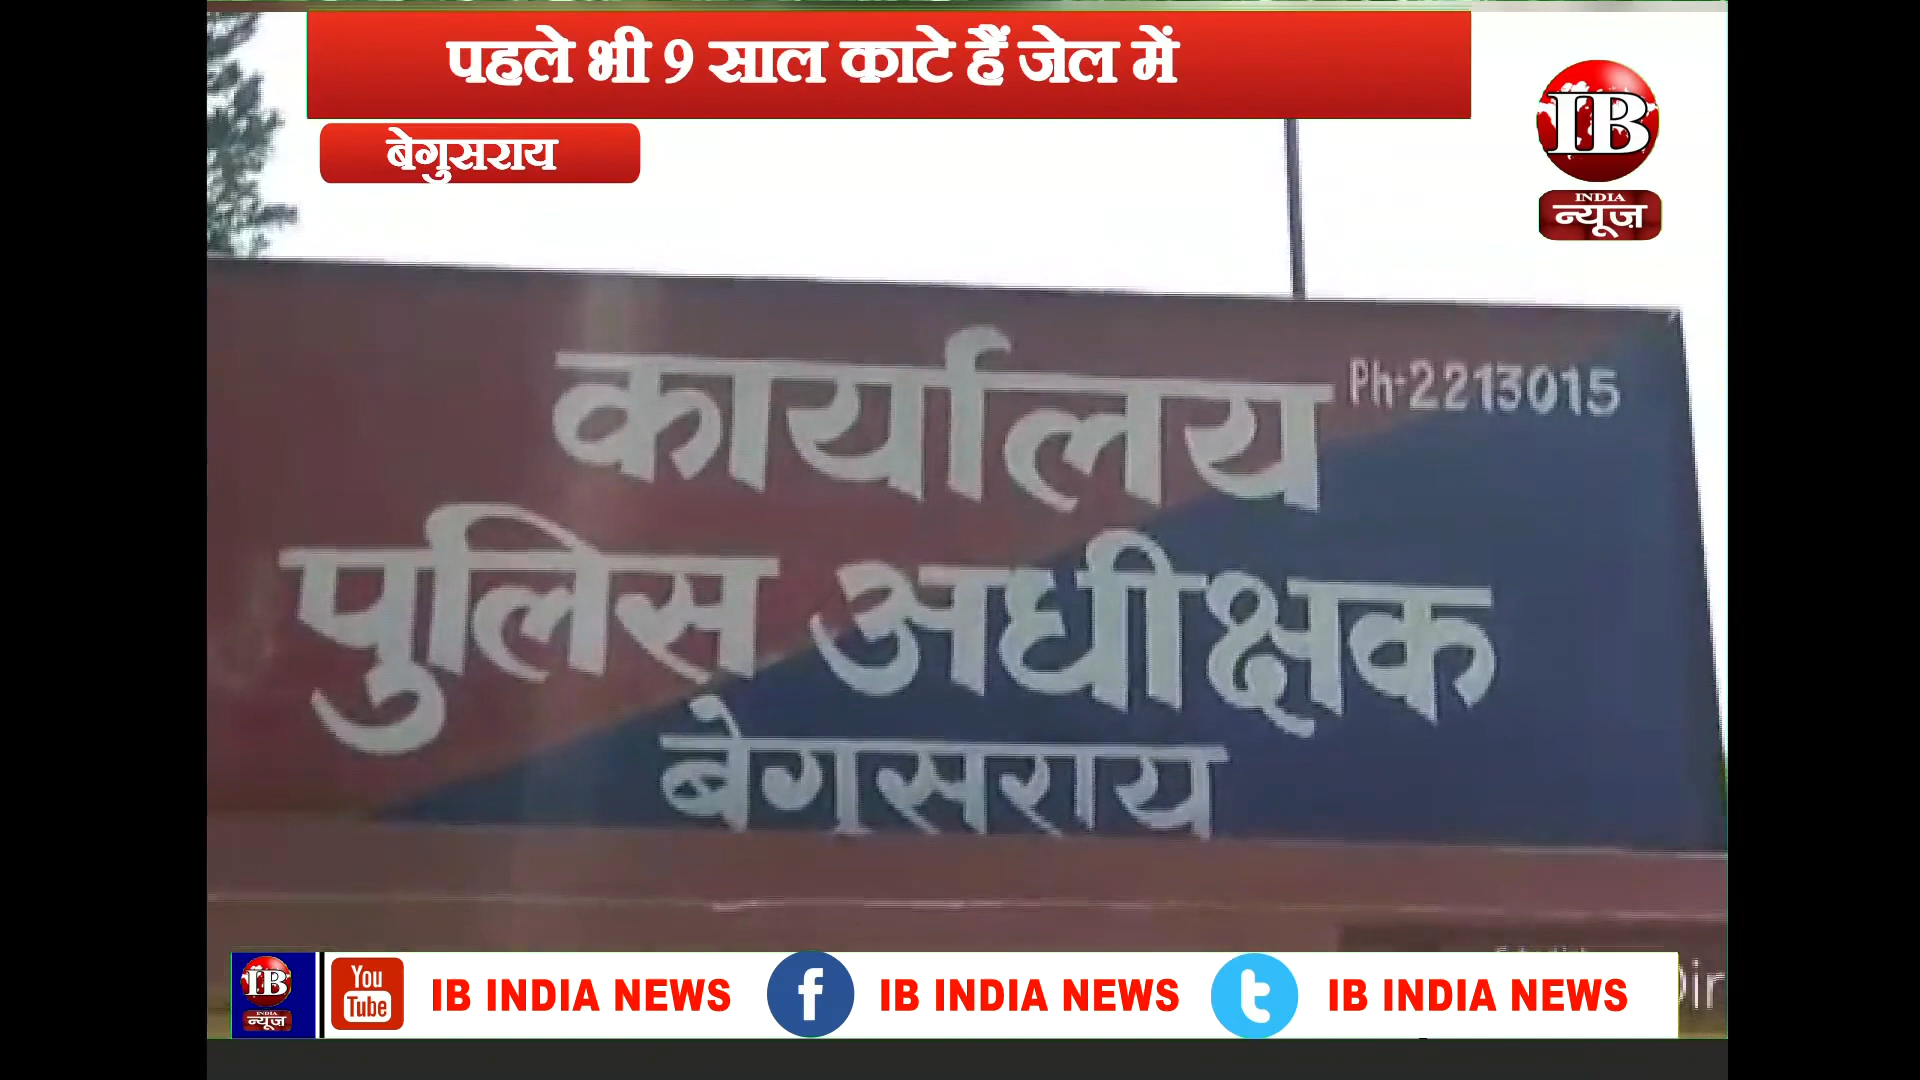 पहले भी 9 साल काटे हैं जेल में
बेगुसराय
IB
INDIA
न्यूज़
कार्यालय
Ph-2213015
पुलिस अधीक्षक
बेगुसराय
IB
INDIA
न्यूज़
You
Tube
IB INDIA NEWS
f
IB INDIA NEWS
IB INDIA NEWS